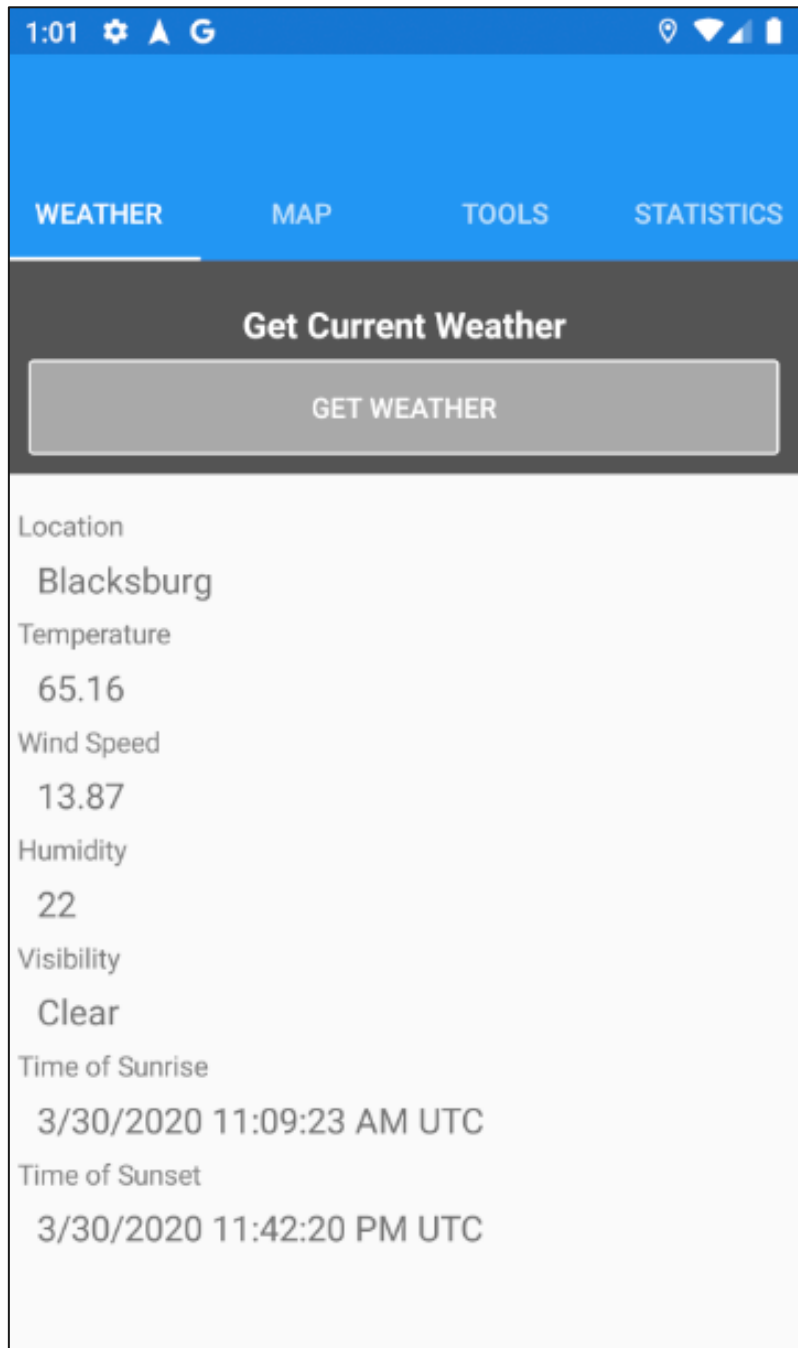 1:01 G
WEATHER MAP TOOLS STATISTICS
Get Current Weather
GET WEATHER
Location
Blacksburg
Temperature
65.16
Wind Speed
13.87
Humidity
22
Visibility
Clear
Time of Sunrise
3/30/2020 11:09:23 AM UTC
Time of Sunset
3/30/2020 11:42:20 PM UTC